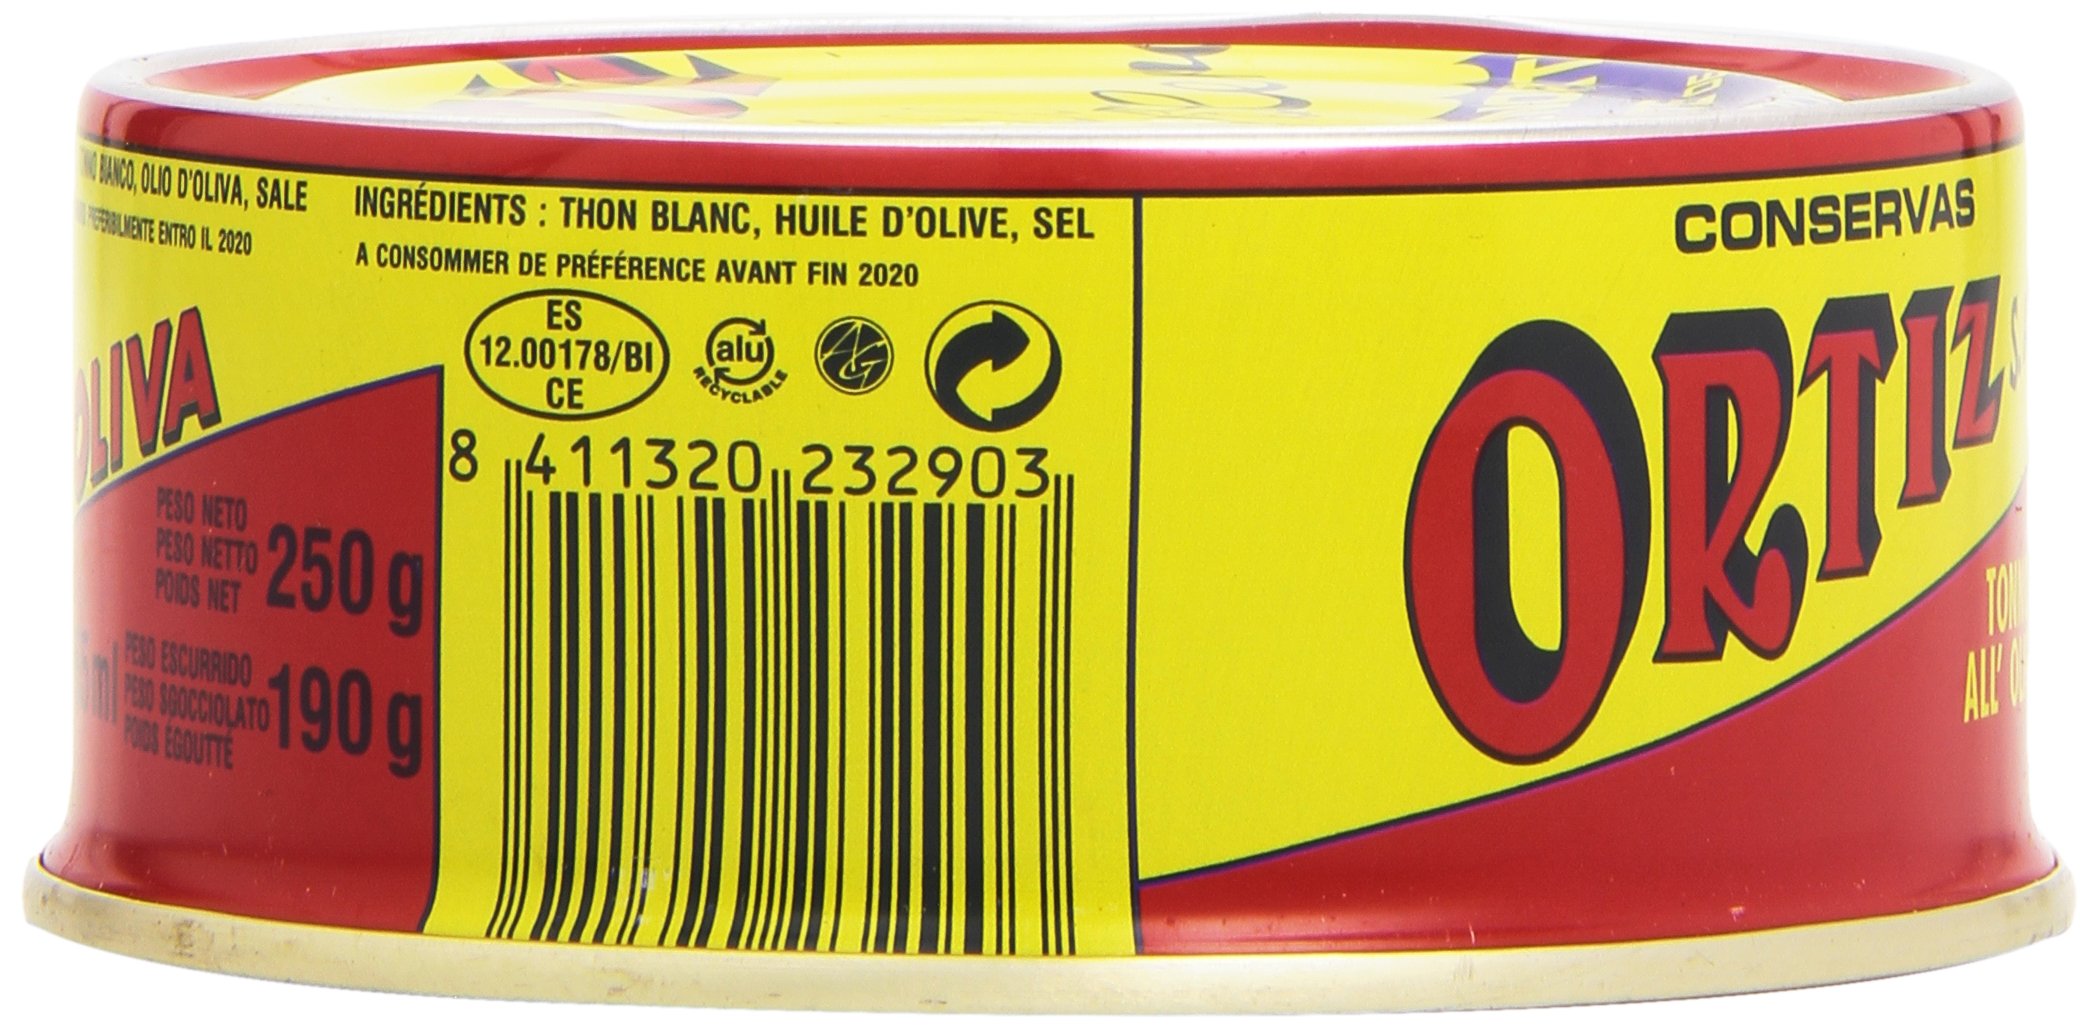 BIANCO, OLIO D'OLIVA, SALE
PREFERIBILMENTE ENTRO IL 2020
OLIVA
PESO NETO
PESO NETTO
POIDS NET
250 g
ml
PESO ESCURRIDO
PESO SGOCCIOLATO
POIDS ÉGOUTTÉ
190 g
INGRÉDIENTS : THON BLANC, HUILE D'OLIVE, SEL
A CONSOMMER DE PRÉFÉRENCE AVANT FIN 2020
ES
12.00178/BI
CE
alu
RECYCLABLE
8 411320 232903
CONSERVAS
ORTIZ
ALL'